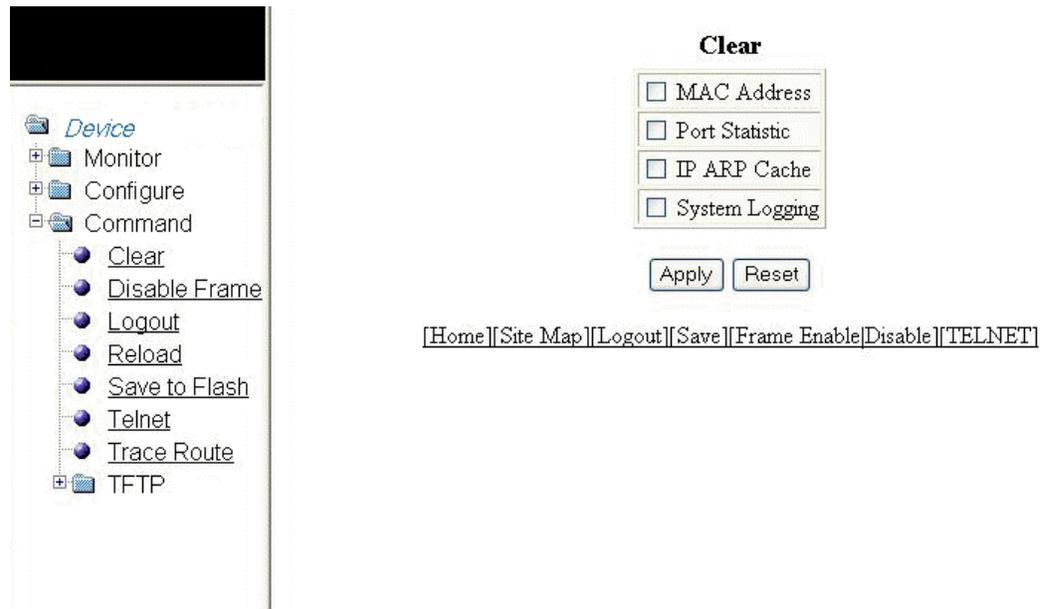 Device
Monitor
Configure
Command
Clear
Disable Frame
Logout
Reload
Save to Flash
Telnet
Trace Route
TFTP
Clear
MAC Address
Port Statistic
IP ARP Cache
System Logging
Apply Reset
[Home][Site Map][Logout][Save][Frame Enable|Disable][TELNET]